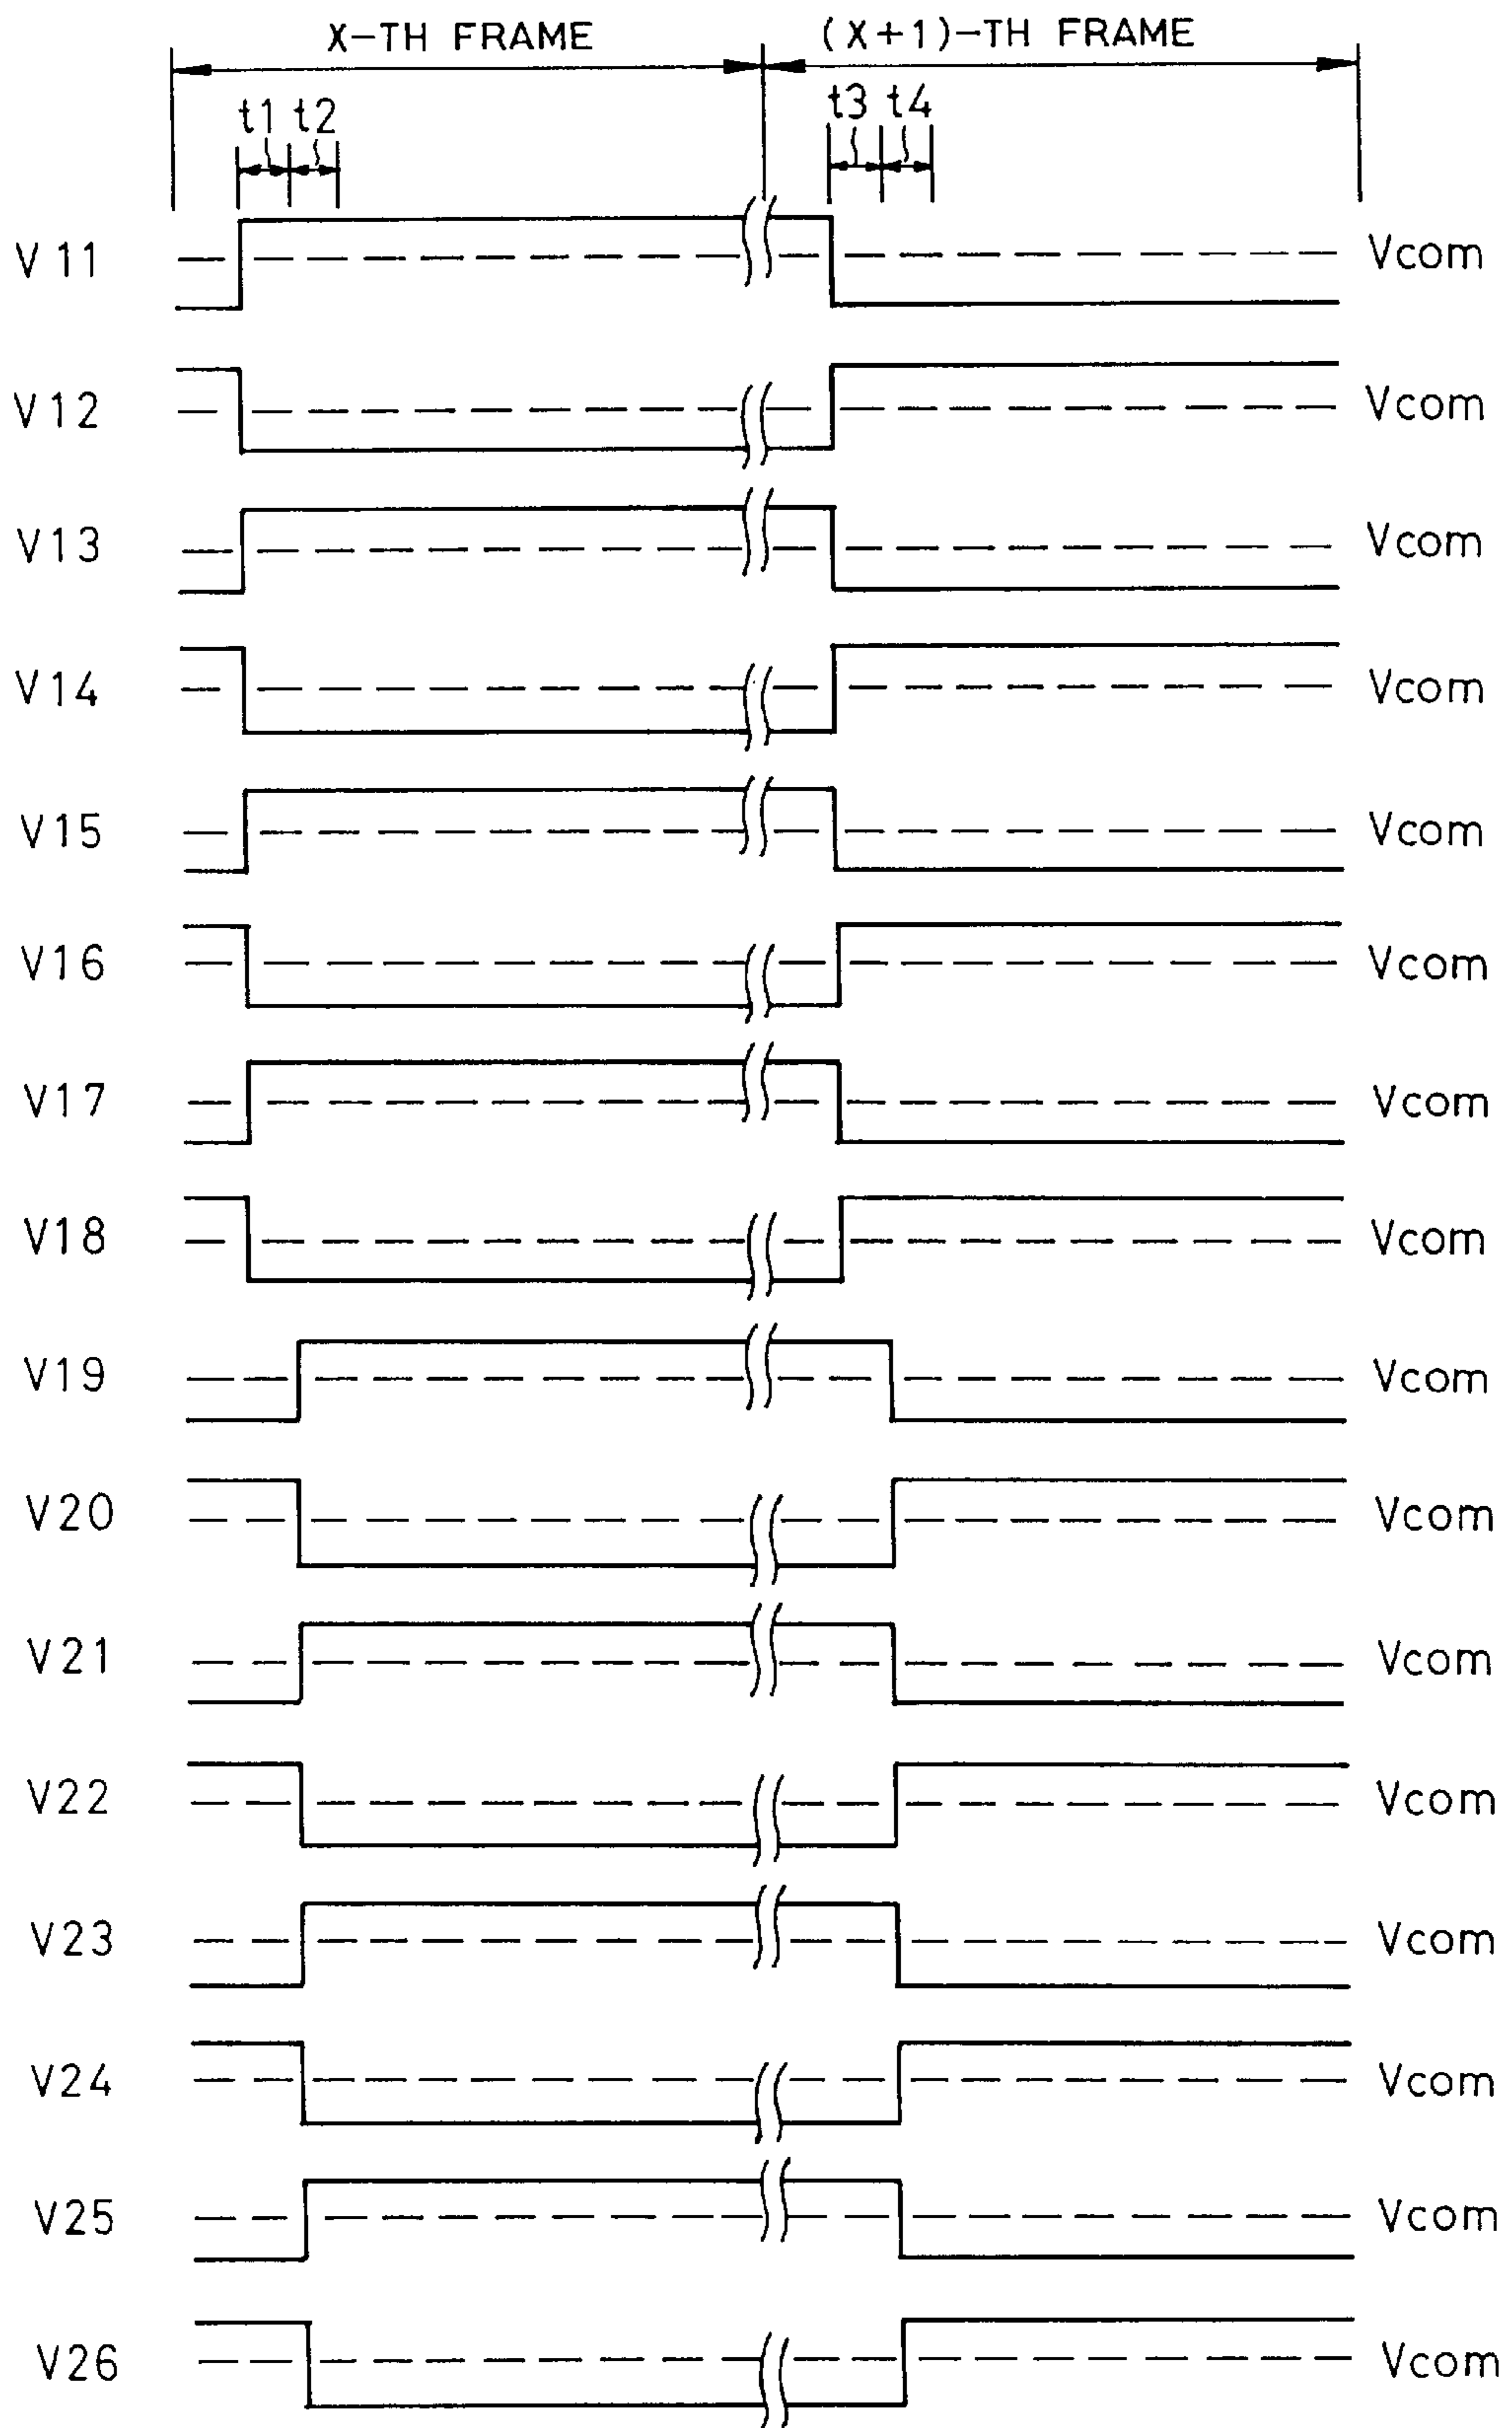 X-TH FRAME (X+1)-TH FRAME
t1 t2 t3 t4
V11 Vcom
V12 Vcom
V13 Vcom
V14 Vcom
V15 Vcom
V16 Vcom
V17 Vcom
V18 Vcom
V19 Vcom
V20 Vcom
V21 Vcom
V22 Vcom
V23 Vcom
V24 Vcom
V25 Vcom
V26 Vcom